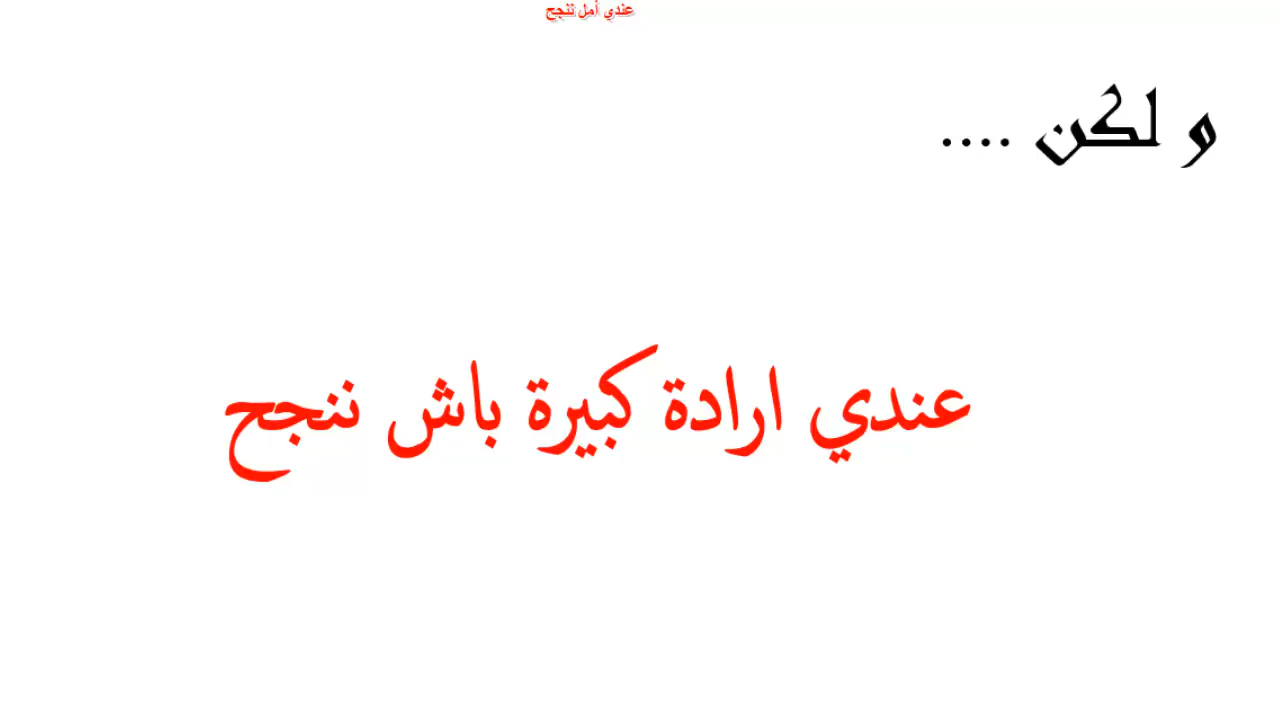 عندي أمل ننجح
و لكن ....
عندي ارادة كبيرة باش ننجح